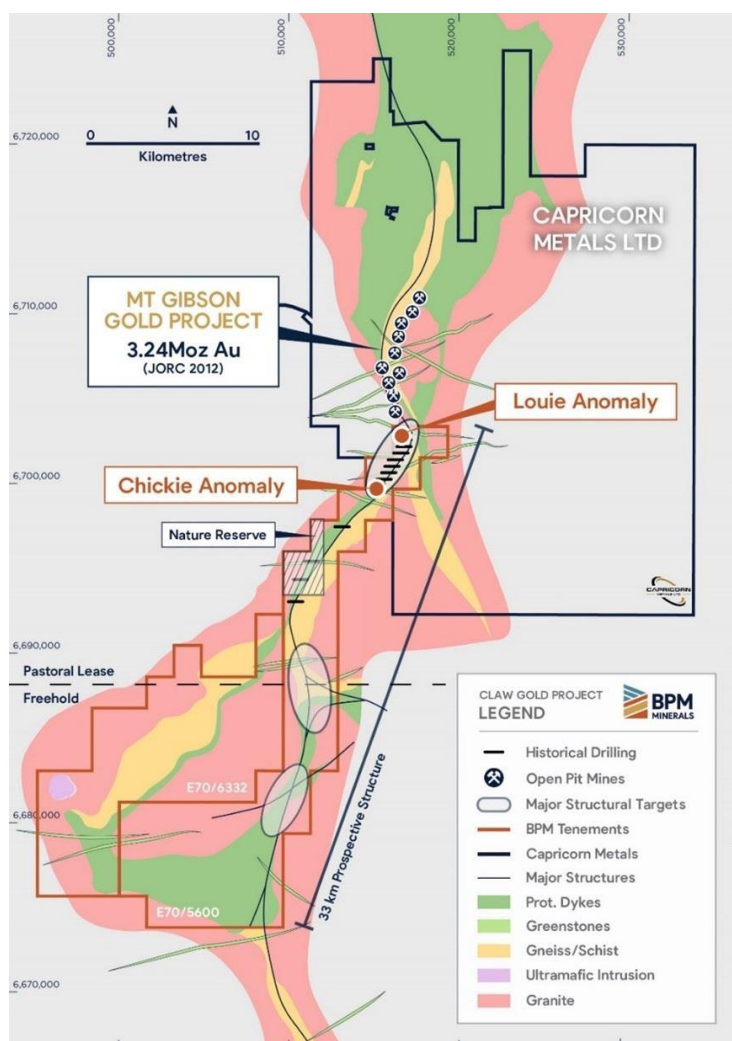 500,000
510,000
520,000
530,000
6,720,000
N
0 10
Kilometres
CAPRICORN
METALS LTD
MT GIBSON
GOLD PROJECT
3.24Moz Au
(JORC 2012)
6,710,000
Louie Anomaly
6,700,000
Chickie Anomaly
Nature Reserve
CAPRICORN
METALS LTD
6,690,000
Pastoral Lease
Freehold
33 km Prospective Structure
E70/6332
6,680,000
E70/5600
6,670,000
CLAW GOLD PROJECT
LEGEND
BPM
MINERALS
Historical Drilling
Open Pit Mines
Major Structural Targets
BPM Tenements
Capricorn Metals
Major Structures
Prot. Dykes
Greenstones
Gneiss/Schist
Ultramafic Intrusion
Granite